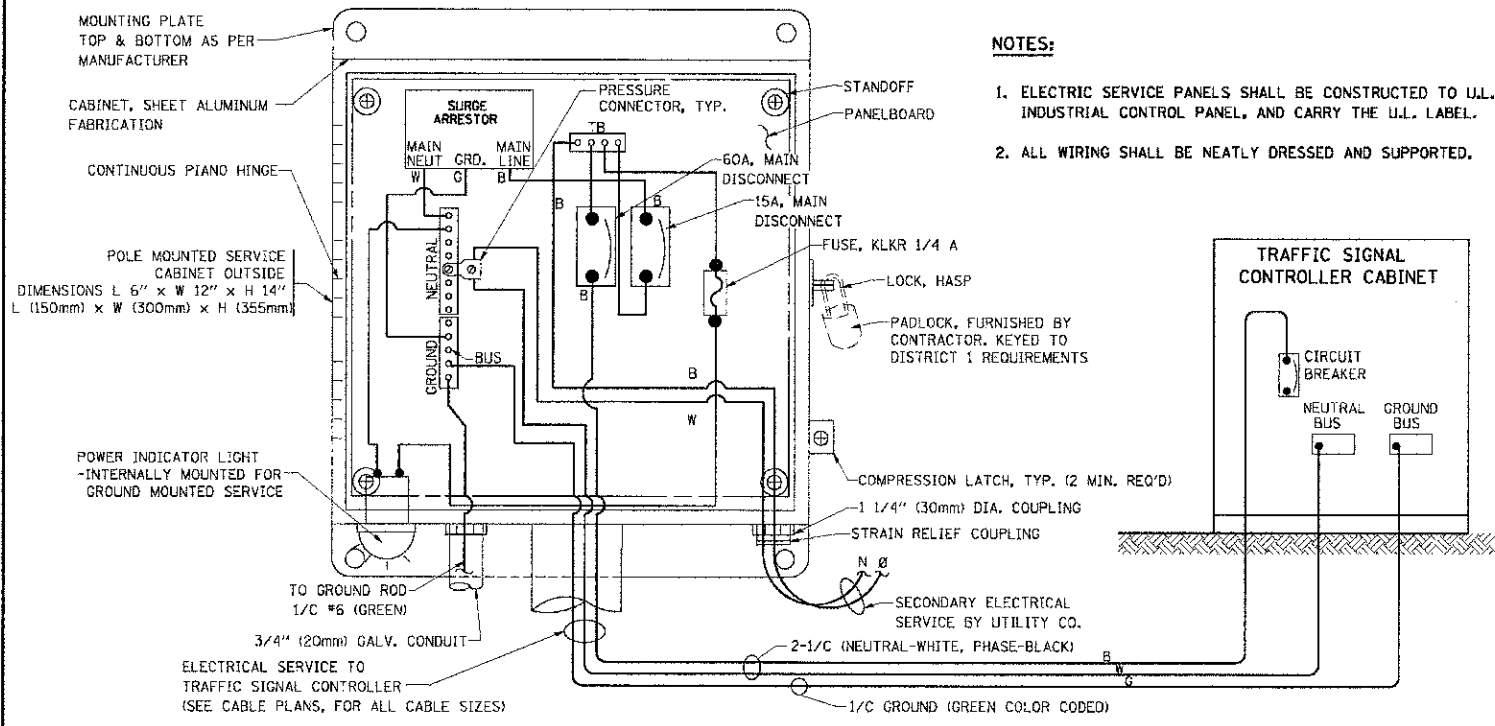 MOUNTING PLATE
TOP & BOTTOM AS PER
MANUFACTURER
CABINET, SHEET ALUMINUM
FABRICATION
CONTINUOUS PIANO HINGE
POLE MOUNTED SERVICE
CABINET OUTSIDE
DIMENSIONS L 6" x W 12" x H 14"
L (150mm) x W (300mm) x H (355mm)
POWER INDICATOR LIGHT
-INTERNALLY MOUNTED FOR
GROUND MOUNTED SERVICE
SURGE
ARRESTOR
MAIN
NEUT
GRD.
MAIN
LINE
W
G
B
PRESSURE
CONNECTOR, TYP.
TB
STANDOFF
PANELBOARD
60A, MAIN
DISCONNECT
15A, MAIN
DISCONNECT
FUSE, KLKR 1/4 A
B
B
B
NEUTRAL
GROUND
BUS
B
W
LOCK, HASP
PADLOCK, FURNISHED BY
CONTRACTOR. KEYED TO
DISTRICT 1 REQUIREMENTS
COMPRESSION LATCH, TYP. (2 MIN. REQ'D)
1 1/4" (30mm) DIA. COUPLING
STRAIN RELIEF COUPLING
N Ø
SECONDARY ELECTRICAL
SERVICE BY UTILITY CO.
TO GROUND ROD
1/C #6 (GREEN)
3/4" (20mm) GALV. CONDUIT
ELECTRICAL SERVICE TO
TRAFFIC SIGNAL CONTROLLER
(SEE CABLE PLANS, FOR ALL CABLE SIZES)
2-1/C (NEUTRAL-WHITE, PHASE-BLACK)
B
W
G
1/C GROUND (GREEN COLOR CODED)
NOTES:
1. ELECTRIC SERVICE PANELS SHALL BE CONSTRUCTED TO U.L.
INDUSTRIAL CONTROL PANEL, AND CARRY THE U.L. LABEL.
2. ALL WIRING SHALL BE NEATLY DRESSED AND SUPPORTED.
TRAFFIC SIGNAL
CONTROLLER CABINET
CIRCUIT
BREAKER
NEUTRAL
BUS
GROUND
BUS